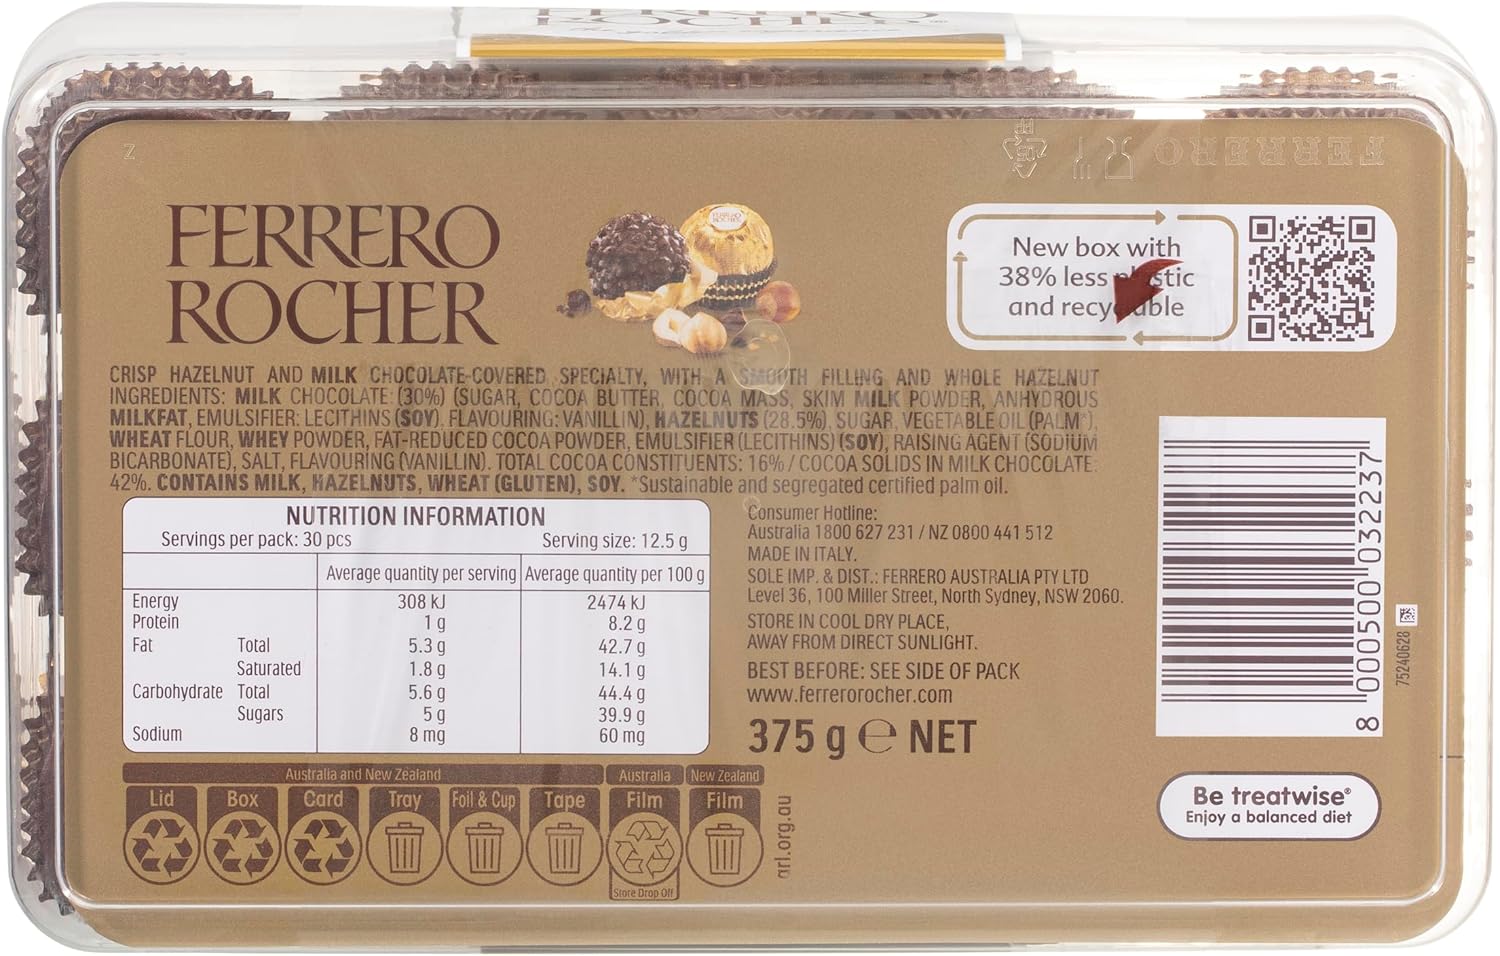 FERRERO
ROCHER
New box with
38% less plastic
and recyclable
CRISP HAZELNUT AND MILK CHOCOLATE-COVERED SPECIALTY, WITH A SMOOTH FILLING AND WHOLE HAZELNUT
INGREDIENTS: MILK CHOCOLATE (30%) (SUGAR, COCOA BUTTER, COCOA MASS, SKIM MILK POWDER, ANHYDROUS
MILKFAT, EMULSIFIER: LECITHINS (SOY), FLAVOURING: VANILLIN), HAZELNUTS (28.5%), SUGAR, VEGETABLE OIL (PALM*),
WHEAT FLOUR, WHEY POWDER, FAT-REDUCED COCOA POWDER, EMULSIFIER (LECITHINS) (SOY), RAISING AGENT (SODIUM
BICARBONATE), SALT, FLAVOURING (VANILLIN). TOTAL COCOA CONSTITUENTS: 16% / COCOA SOLIDS IN MILK CHOCOLATE:
42%. CONTAINS MILK, HAZELNUTS, WHEAT (GLUTEN), SOY. *Sustainable and segregated certified palm oil.
NUTRITION INFORMATION
Servings per pack: 30 pcs Serving size: 12.5 g
Average quantity per serving Average quantity per 100 g
Energy 308 kJ 2474 kJ
Protein 1 g 8.2 g
Fat Total 5.3 g 42.7 g
Saturated 1.8 g 14.1 g
Carbohydrate Total 5.6 g 44.4 g
Sugars 5 g 39.9 g
Sodium 8 mg 60 mg
Consumer Hotline:
Australia 1800 627 231 / NZ 0800 441 512
MADE IN ITALY.
SOLE IMP. & DIST.: FERRERO AUSTRALIA PTY LTD
Level 36, 100 Miller Street, North Sydney, NSW 2060.
STORE IN COOL DRY PLACE,
AWAY FROM DIRECT SUNLIGHT.
BEST BEFORE: SEE SIDE OF PACK
www.ferrerorocher.com
375 g e NET
8 000500 032237
75240628
Be treatwise®
Enjoy a balanced diet
Australia and New Zealand Australia New Zealand
Lid Box Card Tray Foil & Cup Tape Film Film
Store Drop Off
arl.org.au
FERRERO
Z